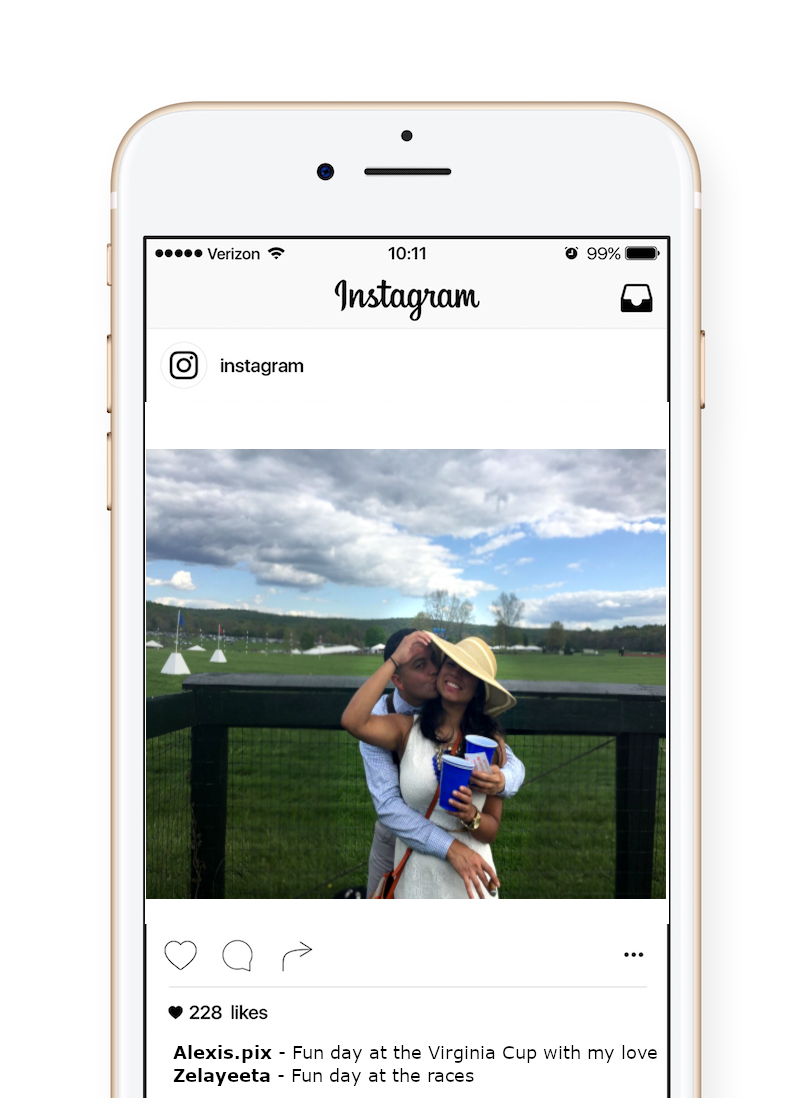 ●●●●● Verizon 10:11 99%
Instagram
instagram
228 likes
Alexis.pix - Fun day at the Virginia Cup with my love
Zelayeeta - Fun day at the races